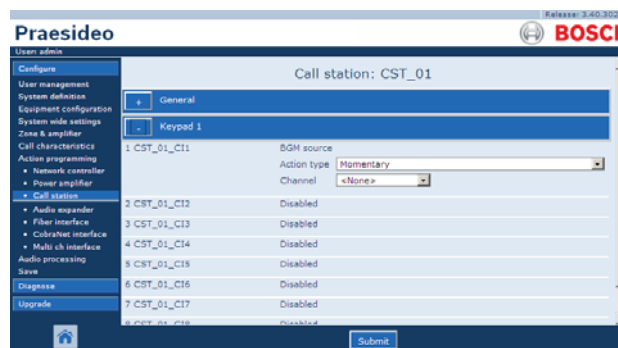 Release: 3.40.302
Praesideo
BOSCH
User: admin
Configure
User management
System definition
Equipment configuration
System wide settings
Zone & amplifier
Call characteristics
Action programming
• Network controller
• Power amplifier
• Call station
• Audio expander
• Fiber interface
• CobraNet interface
• Multi ch interface
Audio processing
Save
Diagnose
Upgrade
Call station: CST_01
+ General
- Keypad 1
1 CST_01_CI1 BGM source
Action type Momentary
Channel <None>
2 CST_01_CI2 Disabled
3 CST_01_CI3 Disabled
4 CST_01_CI4 Disabled
5 CST_01_CI5 Disabled
6 CST_01_CI6 Disabled
7 CST_01_CI7 Disabled
8 CST_01_CI8 Disabled
Submit